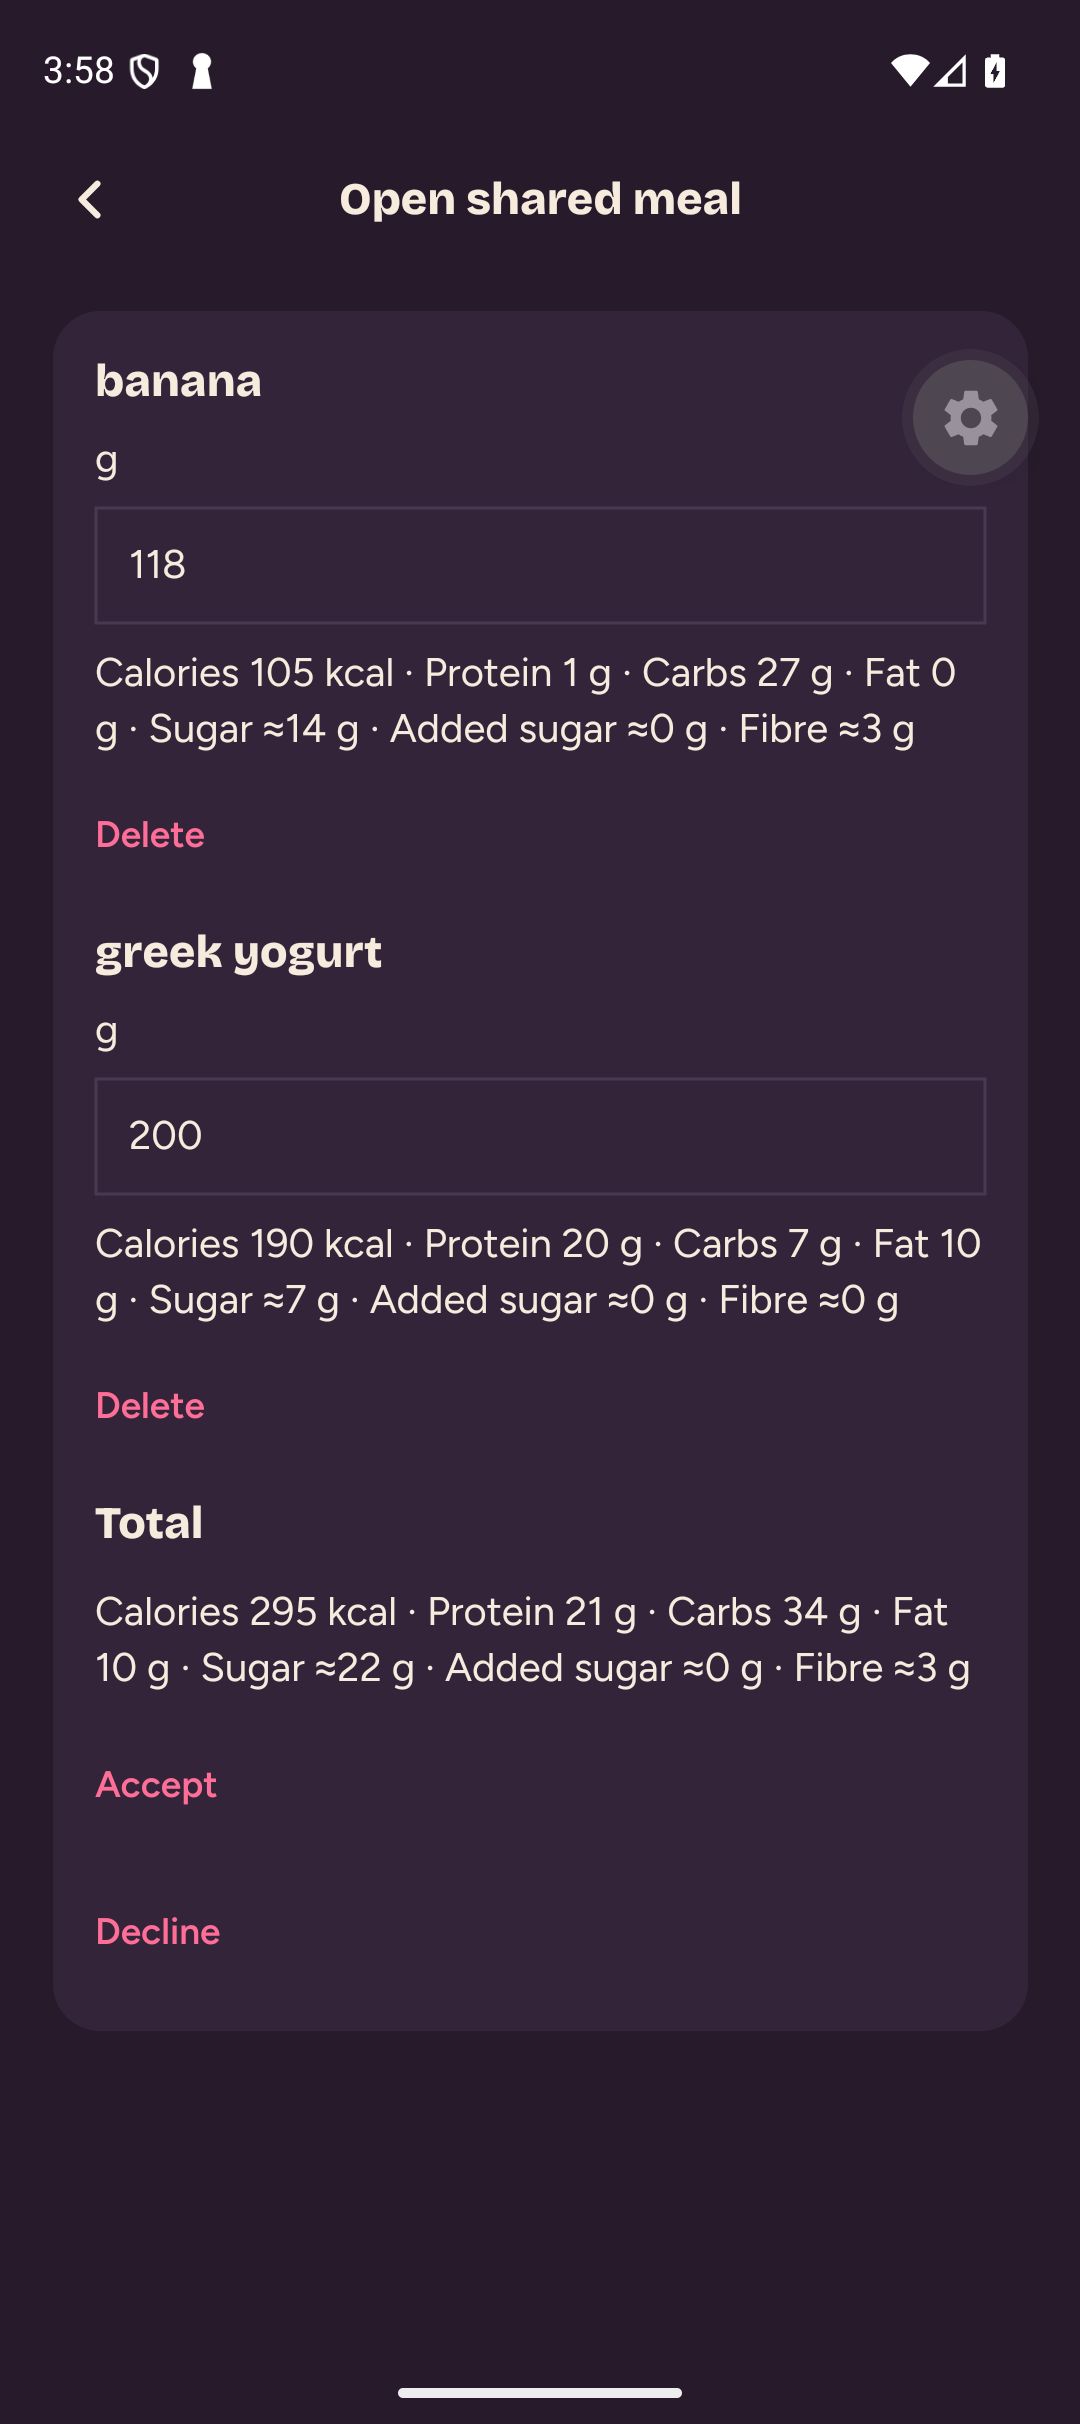 3:58
Open shared meal
banana
g
118
Calories 105 kcal · Protein 1 g · Carbs 27 g · Fat 0
g · Sugar ≈14 g · Added sugar ≈0 g · Fibre ≈3 g
Delete
greek yogurt
g
200
Calories 190 kcal · Protein 20 g · Carbs 7 g · Fat 10
g · Sugar ≈7 g · Added sugar ≈0 g · Fibre ≈0 g
Delete
Total
Calories 295 kcal · Protein 21 g · Carbs 34 g · Fat
10 g · Sugar ≈22 g · Added sugar ≈0 g · Fibre ≈3 g
Accept
Decline